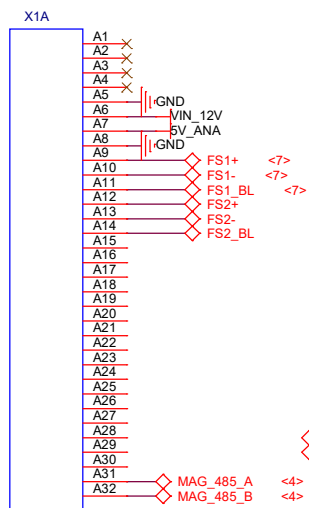 X1A
A1
A2
A3
A4
A5 GND
A6 VIN_12V
A7 5V_ANA
A8 GND
A9 FS1+ <7>
A10 FS1- <7>
A11 FS1_BL <7>
A12 FS2+
A13 FS2-
A14 FS2_BL
A15
A16
A17
A18
A19
A20
A21
A22
A23
A24
A25
A26
A27
A28
A29
A30
A31 MAG_485_A <4>
A32 MAG_485_B <4>